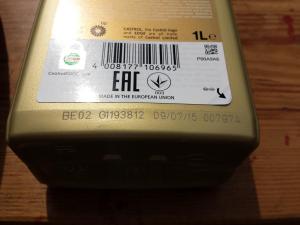 CASTROL, the Castrol logo
and EDGE are all trade
marks of Castrol Limited
1L e
4 008177 106965
EAC
MADE IN THE EUROPEAN UNION
BE02 G1193812 09/07/15 007974